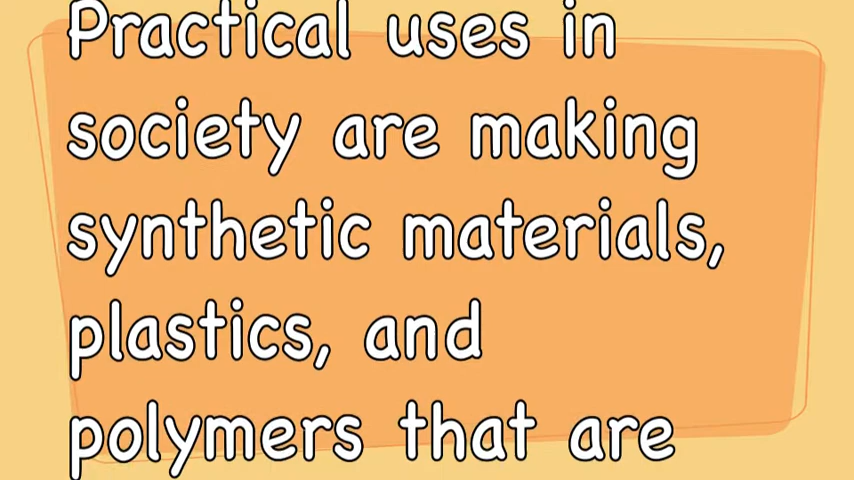 Practical uses in
society are making
synthetic materials,
plastics, and
polymers that are